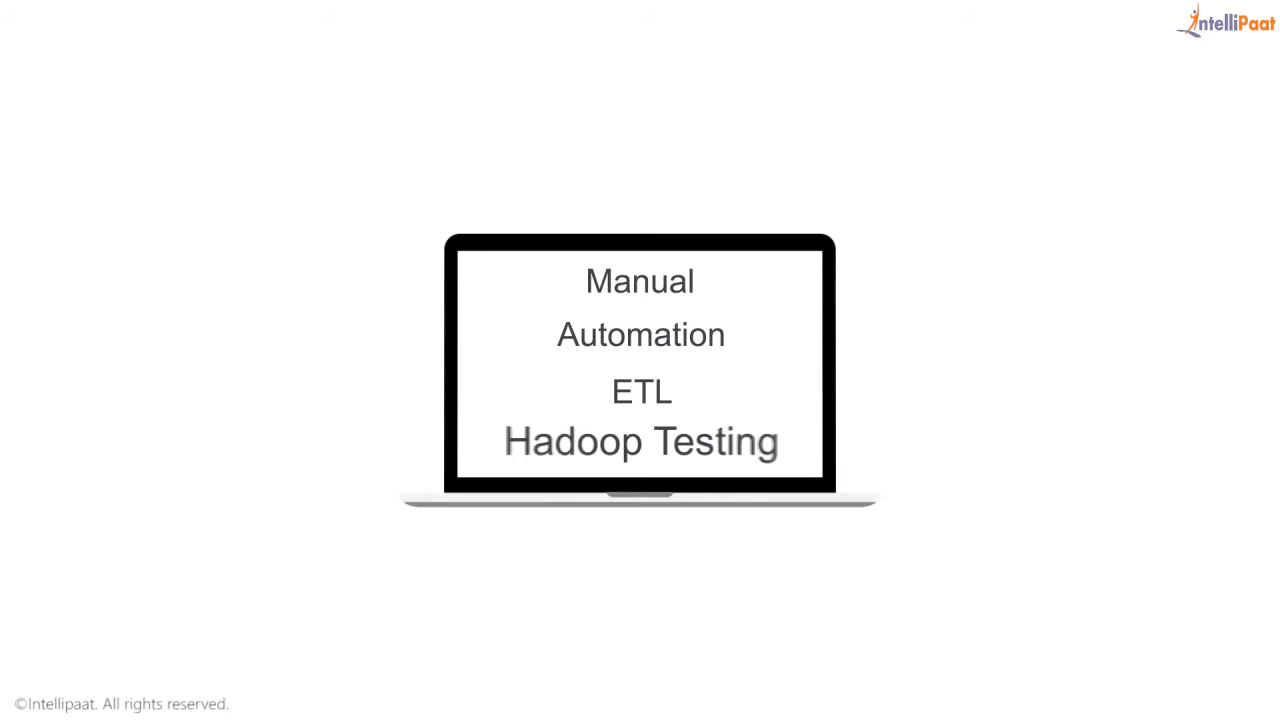 IntelliPaat
Manual
Automation
ETL
Hadoop Testing
©Intellipaat. All rights reserved.